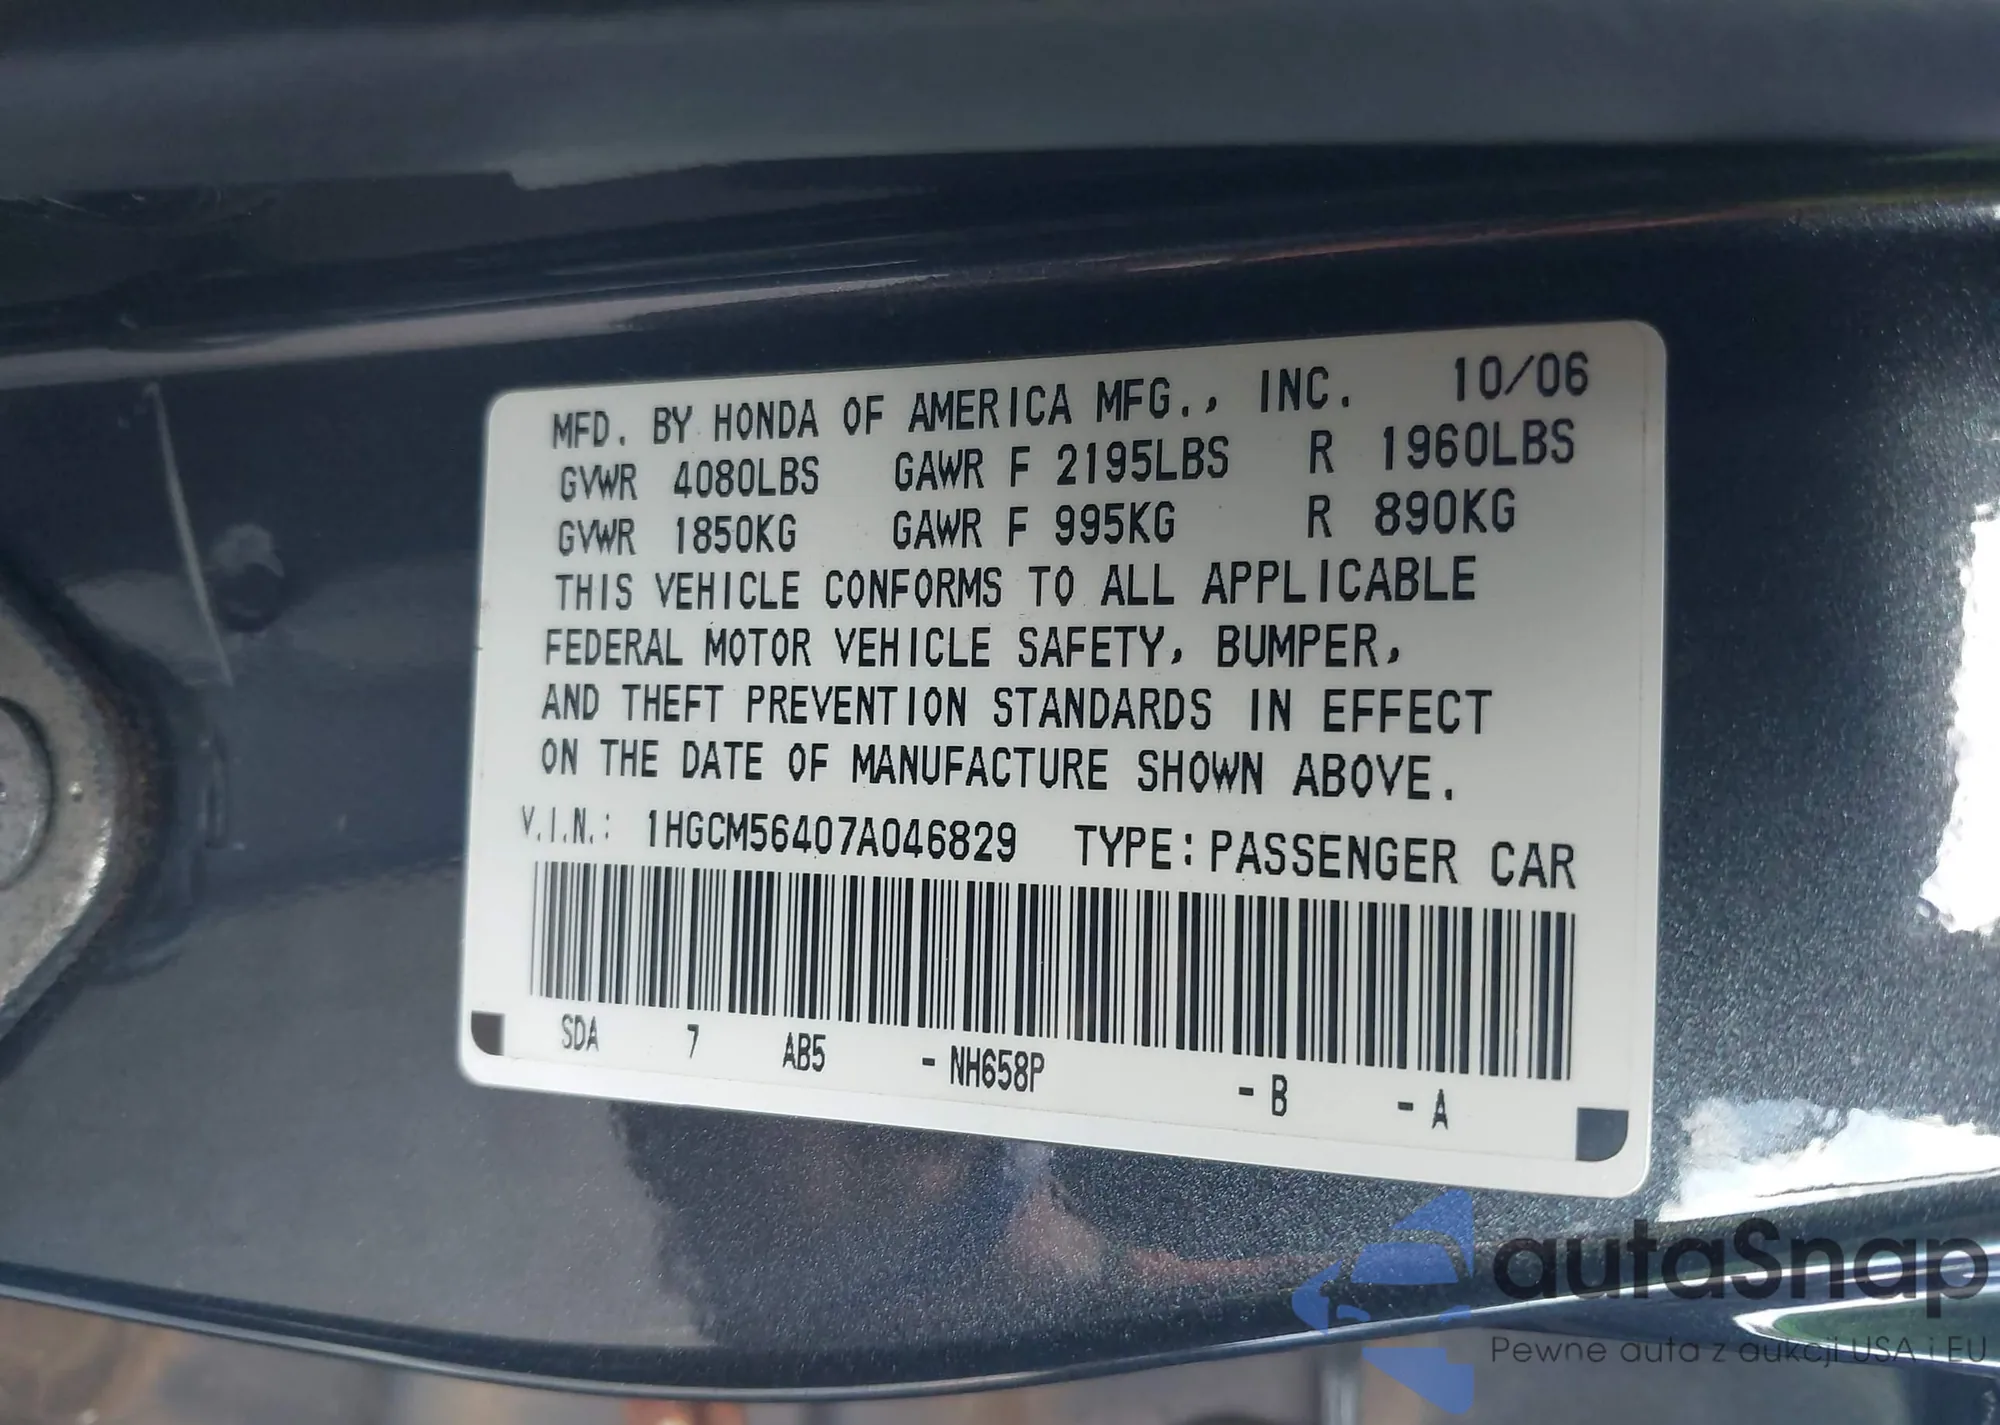 MFD. BY HONDA OF AMERICA MFG., INC. 10/06
GVWR 4080LBS GAWR F 2195LBS R 1960LBS
GVWR 1850KG GAWR F 995KG R 890KG
THIS VEHICLE CONFORMS TO ALL APPLICABLE
FEDERAL MOTOR VEHICLE SAFETY, BUMPER,
AND THEFT PREVENTION STANDARDS IN EFFECT
ON THE DATE OF MANUFACTURE SHOWN ABOVE.
V.I.N.: 1HGCM56407A046829 TYPE: PASSENGER CAR
SDA 7 AB5 - NH658P - B - A
autaSnap
Pewne auta z aukcji USA i EU